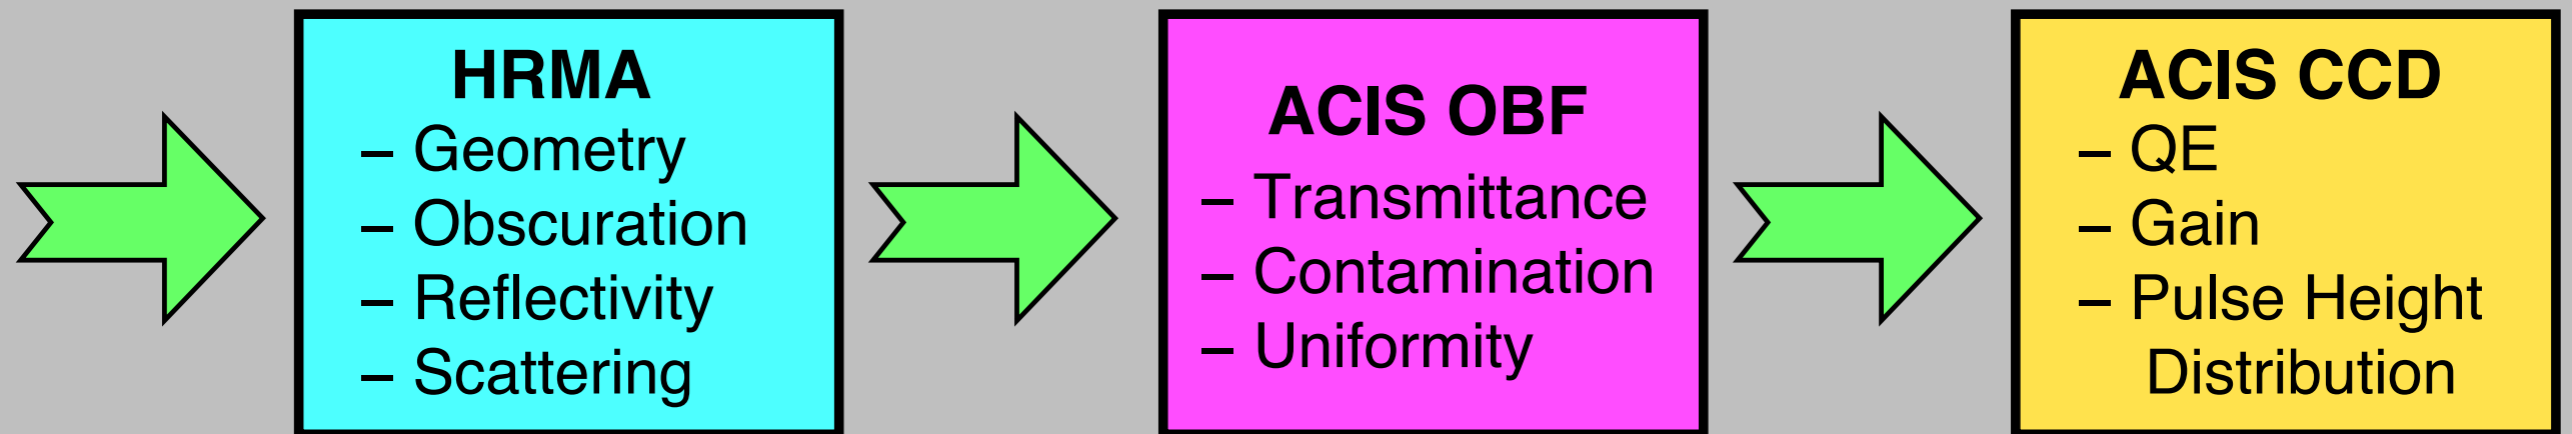 HRMA
– Geometry
– Obscuration
– Reflectivity
– Scattering
ACIS OBF
– Transmittance
– Contamination
– Uniformity
ACIS CCD
– QE
– Gain
– Pulse Height
Distribution